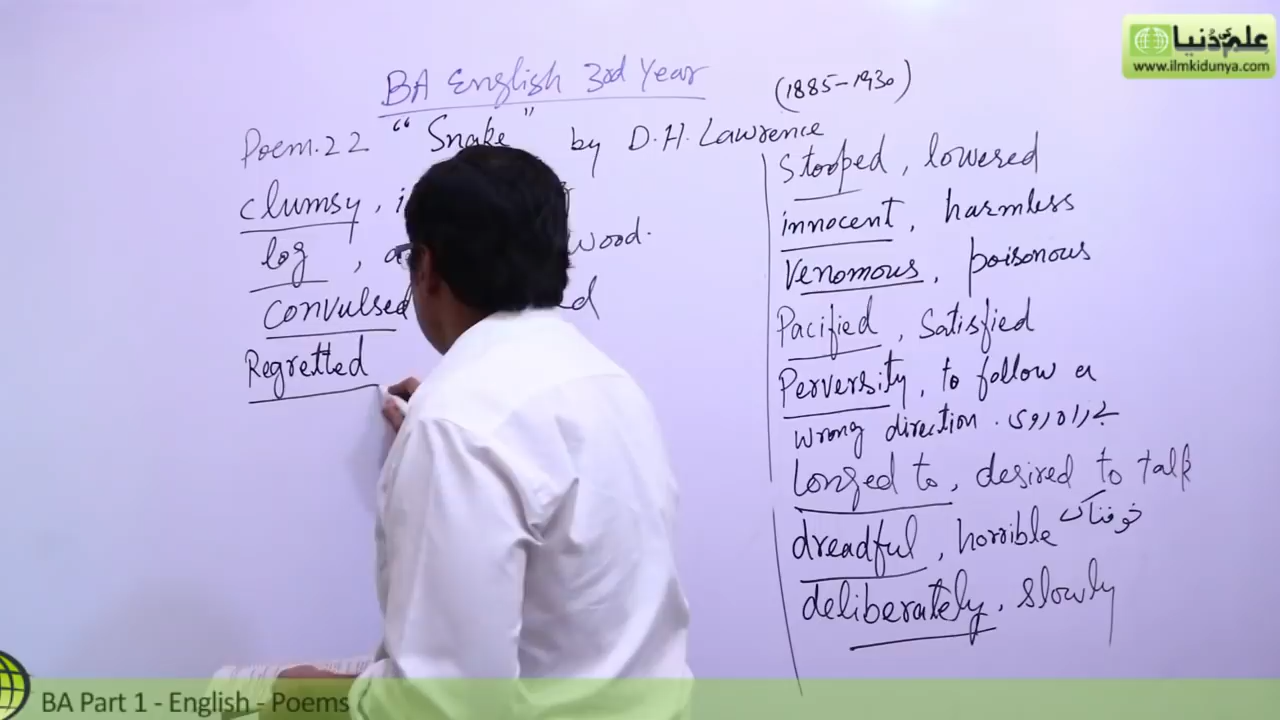 علم کی دُنیا
www.ilmkidunya.com
BA English 3rd Year
(1885-1930)
Poem.22 "Snake" by D.H. Lawrence
clumsy,
log, wood.
convulsed
Regretted
Stooped, lowered
innocent, harmless
Venomous, poisonous
Pacified, Satisfied
Perversity, to follow a
wrong direction. بے راہ روی
Longed to, desired to talk
dreadful, horrible خوفناک
deliberately, slowly
BA Part 1 - English - Poems